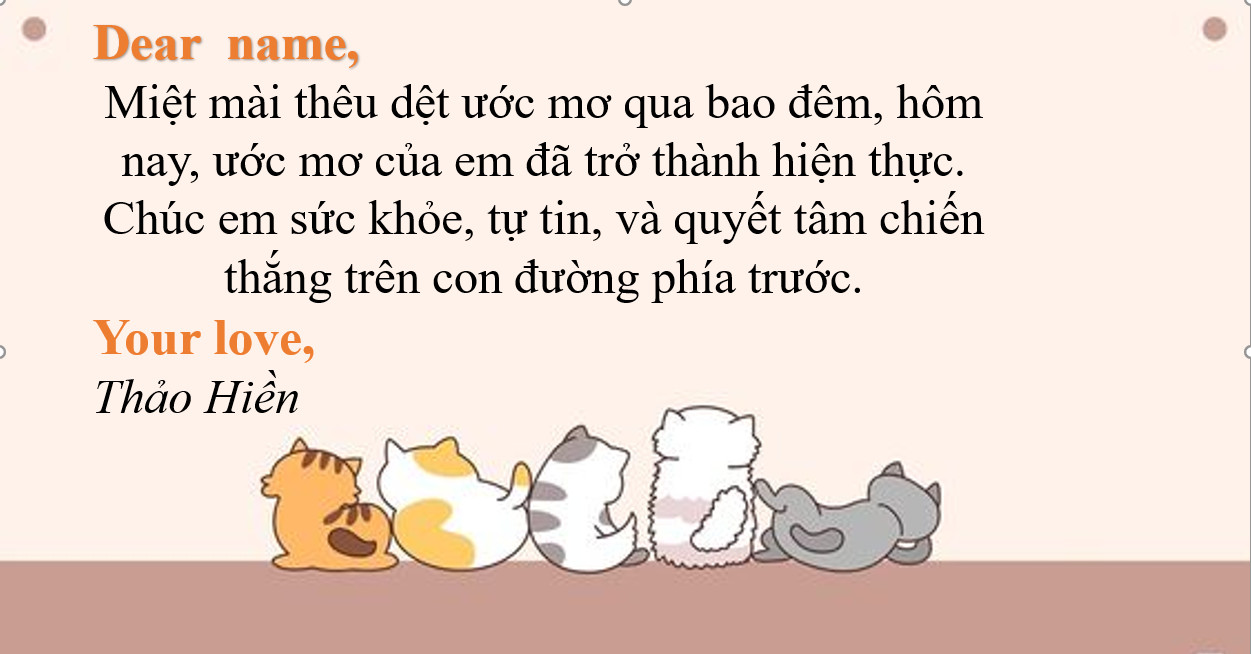 Dear name,
Miệt mài thêu dệt ước mơ qua bao đêm, hôm
nay, ước mơ của em đã trở thành hiện thực.
Chúc em sức khỏe, tự tin, và quyết tâm chiến
thắng trên con đường phía trước.
Your love,
Thảo Hiền